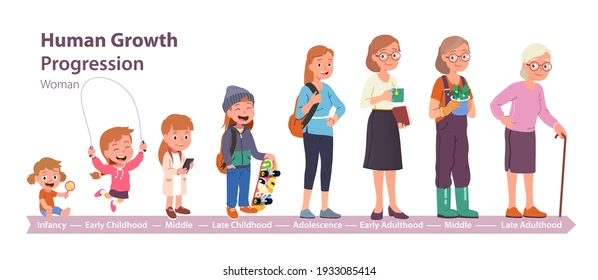 Human Growth
Progression
Woman
Infancy — Early Childhood — Middle — Late Childhood — Adolescence — Early Adulthood — Middle — Late Adulthood
shutterstock.com · 1933085414